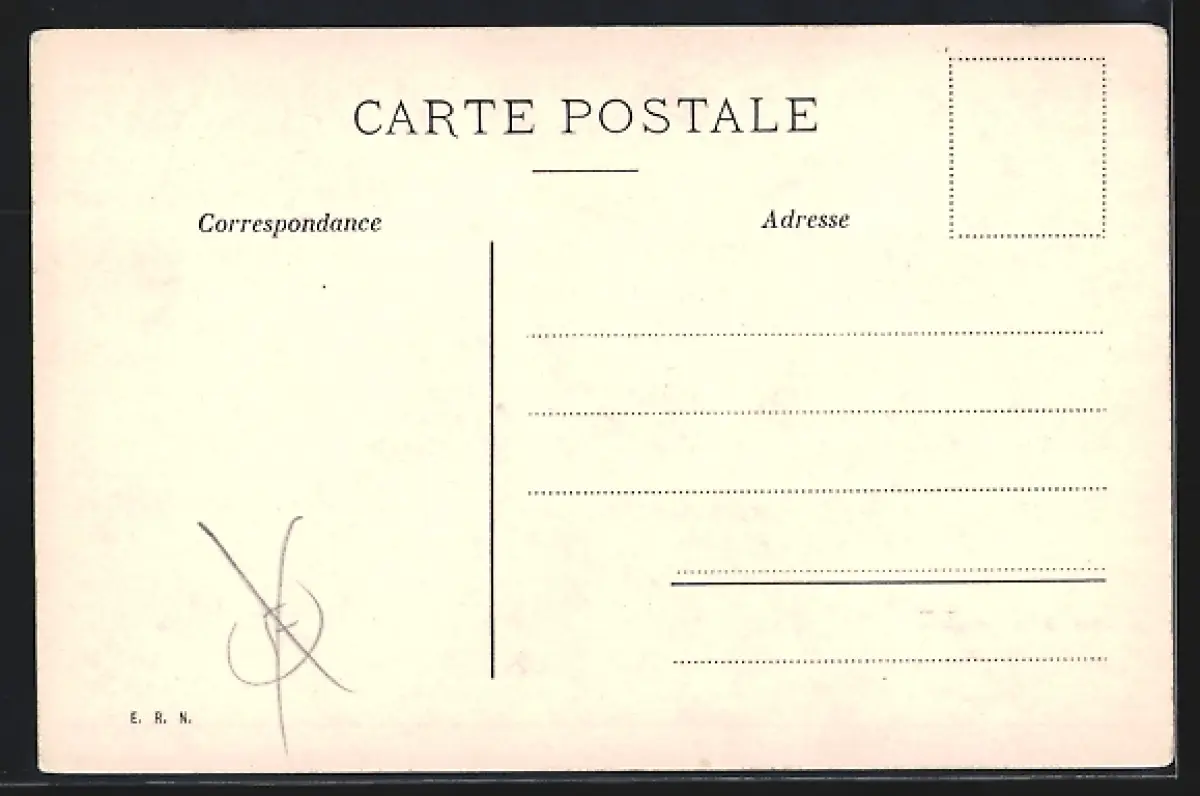 CARTE POSTALE
Correspondance
Adresse
E. R. N.